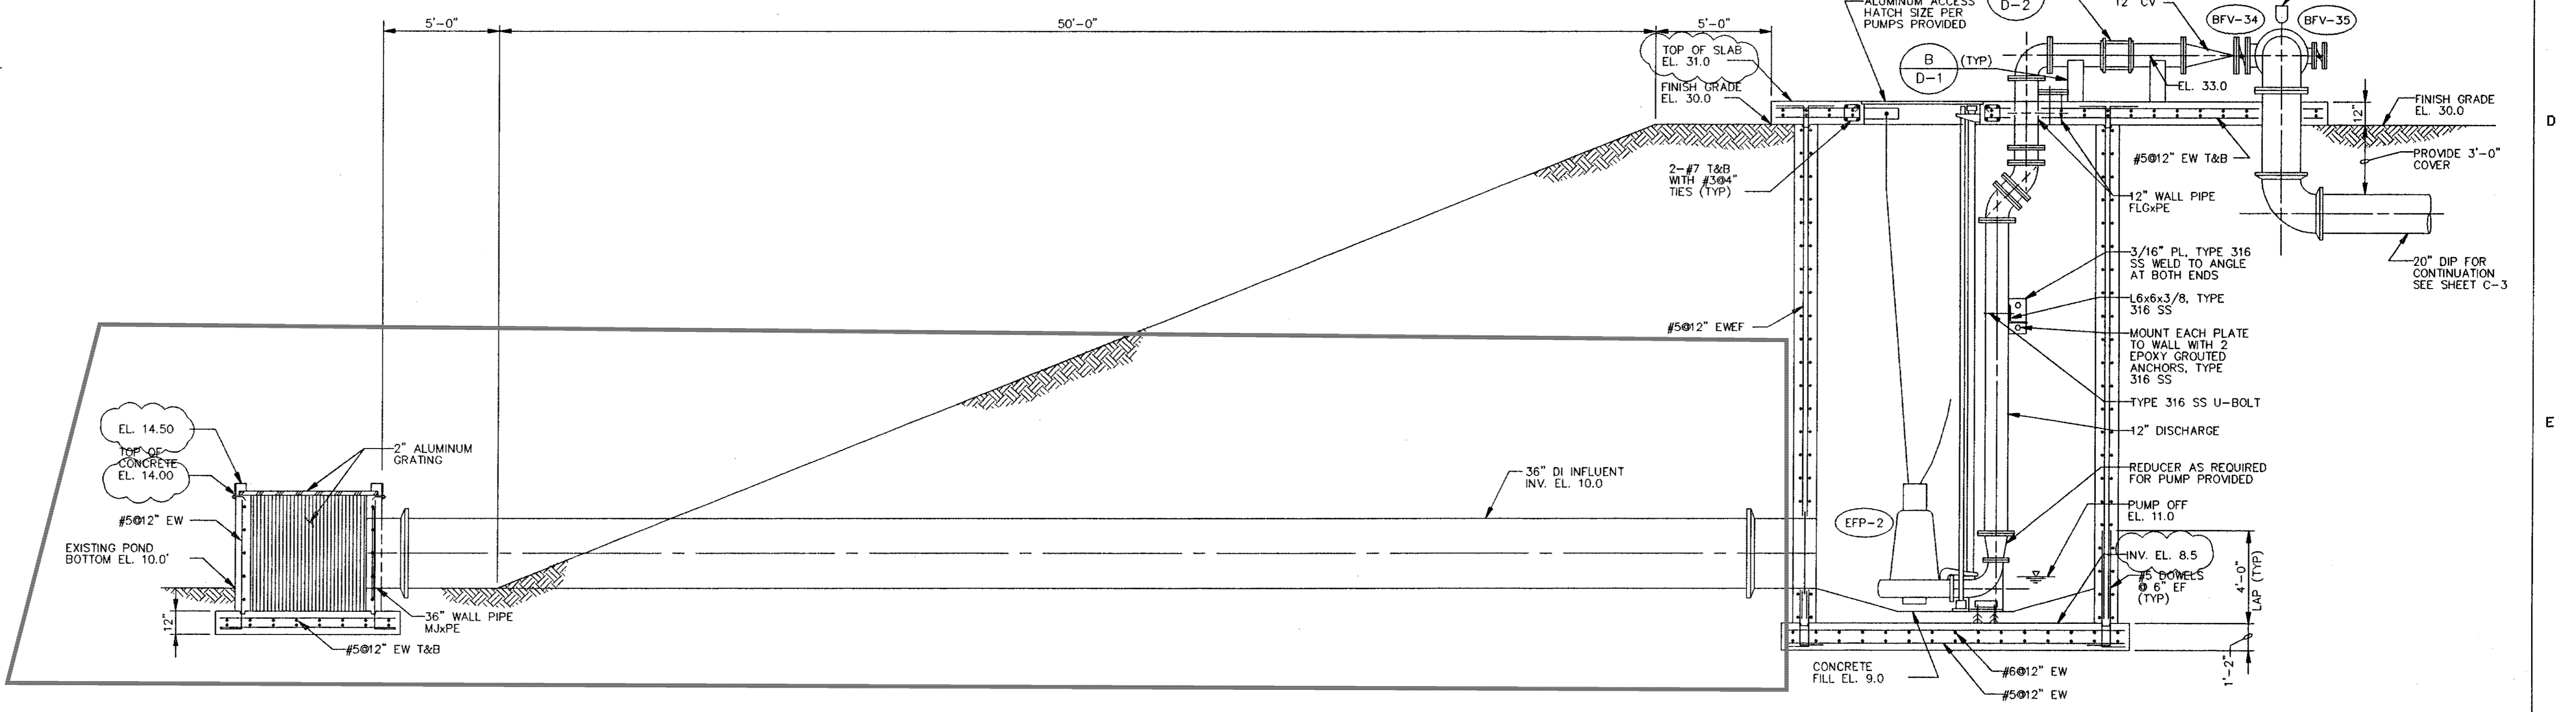 5'-0"
50'-0"
5'-0"
ALUMINUM ACCESS
HATCH SIZE PER
PUMPS PROVIDED
D-2
12" CV
BFV-34
BFV-35
TOP OF SLAB
EL. 31.0
FINISH GRADE
EL. 30.0
B
D-1
(TYP)
EL. 33.0
12"
FINISH GRADE
EL. 30.0
D
#5@12" EW T&B
PROVIDE 3'-0"
COVER
2-#7 T&B
WITH #3@4"
TIES (TYP)
12" WALL PIPE
FLGxPE
3/16" PL, TYPE 316
SS WELD TO ANGLE
AT BOTH ENDS
20" DIP FOR
CONTINUATION
SEE SHEET C-3
L6x6x3/8, TYPE
316 SS
#5@12" EWEF
MOUNT EACH PLATE
TO WALL WITH 2
EPOXY GROUTED
ANCHORS, TYPE
316 SS
TYPE 316 SS U-BOLT
12" DISCHARGE
E
EL. 14.50
TOP OF
CONCRETE
EL. 14.00
2" ALUMINUM
GRATING
36" DI INFLUENT
INV. EL. 10.0
REDUCER AS REQUIRED
FOR PUMP PROVIDED
#5@12" EW
EFP-2
PUMP OFF
EL. 11.0
EXISTING POND
BOTTOM EL. 10.0'
INV. EL. 8.5
#5 DOWELS
@ 6" EF
(TYP)
4'-0"
LAP (TYP)
12"
36" WALL PIPE
MJxPE
#5@12" EW T&B
CONCRETE
FILL EL. 9.0
#6@12" EW
#5@12" EW
1'-2"